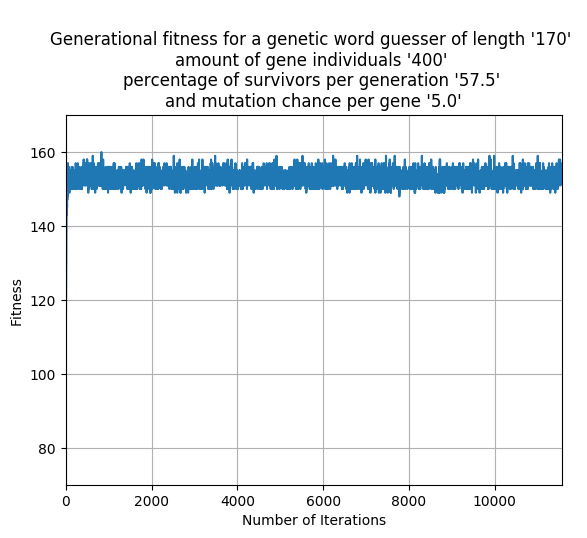 Generational fitness for a genetic word guesser of length '170'
amount of gene individuals '400'
percentage of survivors per generation '57.5'
and mutation chance per gene '5.0'
160
140
120
100
80
Fitness
0 2000 4000 6000 8000 10000
Number of Iterations